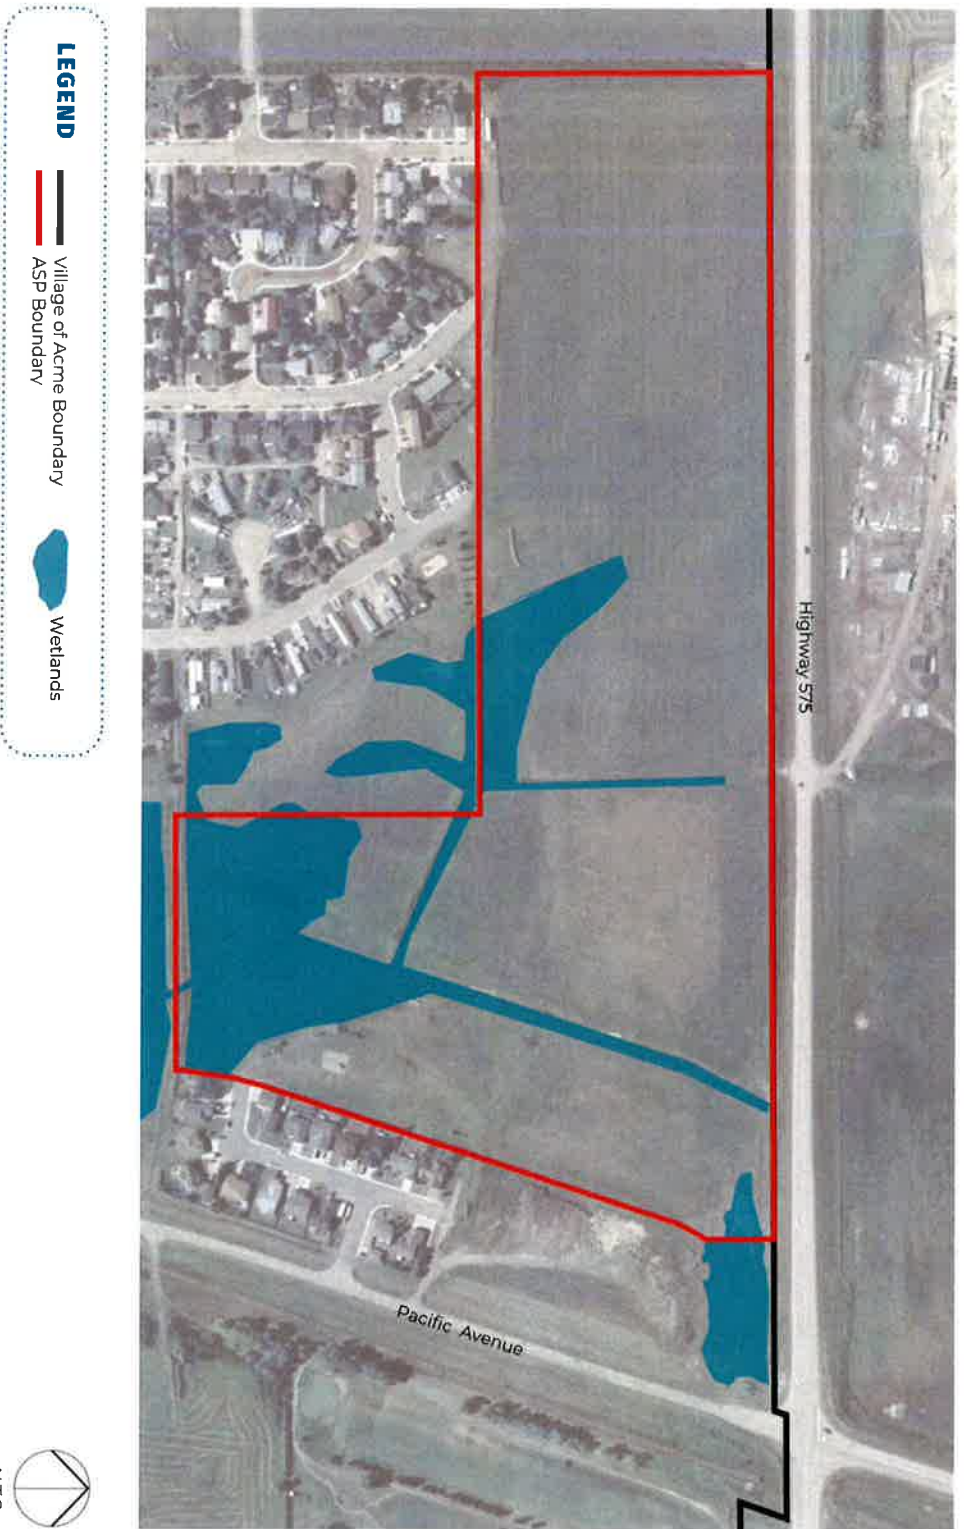 Highway 575
Pacific Avenue
LEGEND
Village of Acme Boundary
ASP Boundary
Wetlands